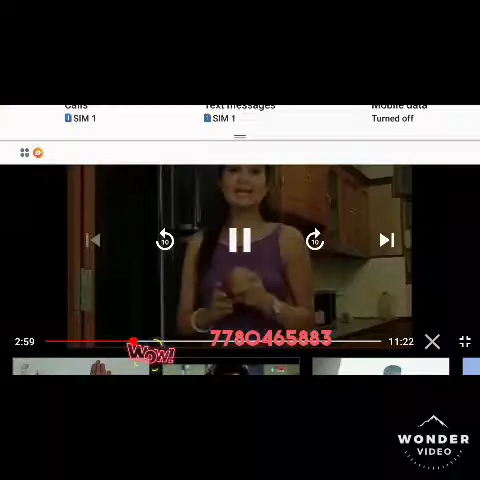 Calls
Text messages
Mobile data
SIM 1
SIM 1
Turned off
10
10
7780465883
2:59
11:22
WOW!
WONDER
VIDEO